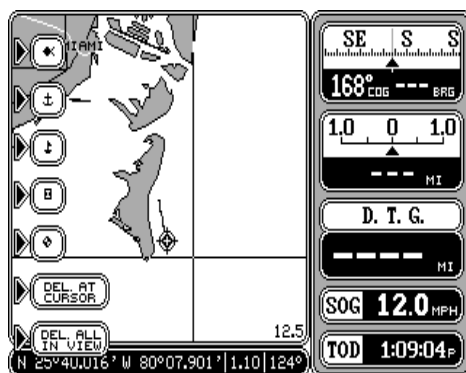 MIAMI
DEL. AT
CURSOR
DEL. ALL
IN VIEW
12.5
N 25°40.016' W 80°07.901' 1.10 124°
SE S S
168° COG --- BRG
1.0 0 1.0
--- MI
D. T. G.
---- MI
SOG 12.0 MPH
TOD 1:09:04P